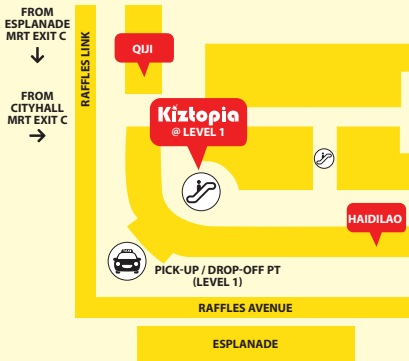 FROM
ESPLANADE
MRT EXIT C
FROM
CITYHALL
MRT EXIT C
RAFFLES LINK
QIJI
Kiztopia
@ LEVEL 1
HAIDILAO
TAXI
PICK-UP / DROP-OFF PT
(LEVEL 1)
RAFFLES AVENUE
ESPLANADE